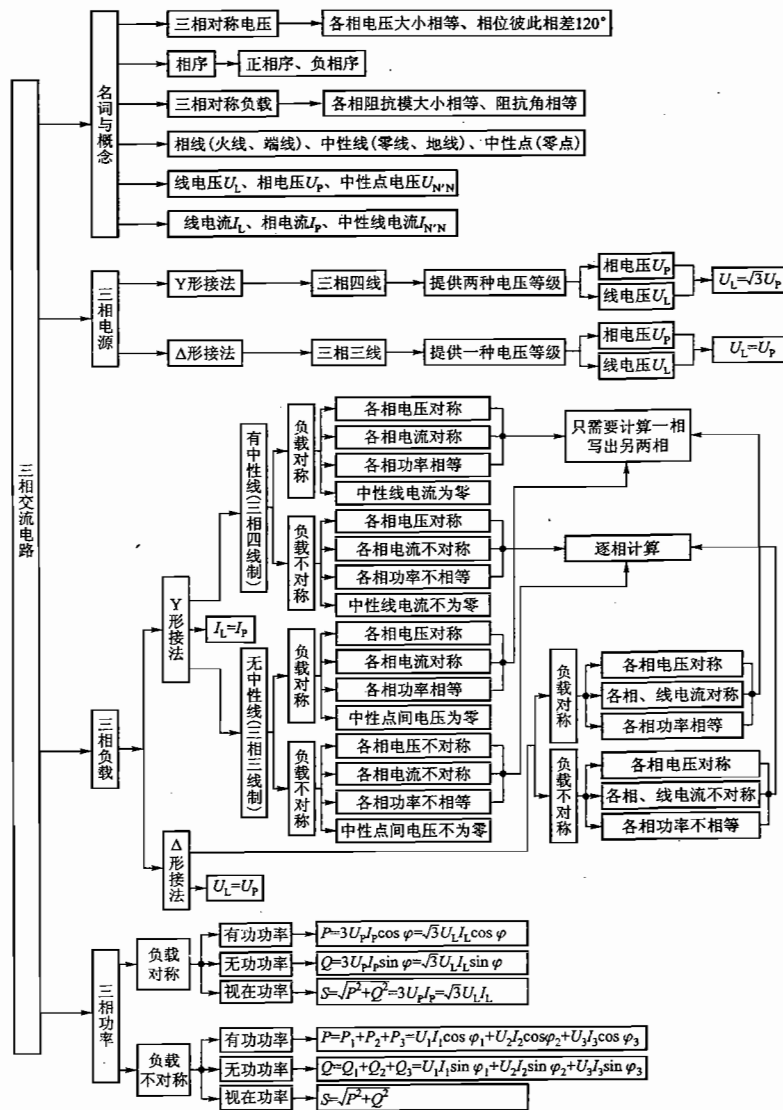 三相交流电路
名词与概念
三相对称电压
各相电压大小相等、相位彼此相差120°
相序
正相序、负相序
三相对称负载
各相阻抗模大小相等、阻抗角相等
相线(火线、端线)、中性线(零线、地线)、中性点(零点)
线电压U_L、相电压U_P、中性点电压U_N'N
线电流I_L、相电流I_P、中性线电流I_N'N
三相电源
Y形接法
三相四线
提供两种电压等级
相电压U_P
线电压U_L
U_L=√3U_P
Δ形接法
三相三线
提供一种电压等级
相电压U_P
线电压U_L
U_L=U_P
三相负载
Y形接法
I_L=I_P
有中性线(三相四线制)
负载对称
各相电压对称
各相电流对称
各相功率相等
中性线电流为零
只需要计算一相
写出另两相
负载不对称
各相电压对称
各相电流不对称
各相功率不相等
中性线电流不为零
逐相计算
无中性线(三相三线制)
负载对称
各相电压对称
各相电流对称
各相功率相等
中性点间电压为零
负载不对称
各相电压不对称
各相电流不对称
各相功率不相等
中性点间电压不为零
Δ形接法
U_L=U_P
负载对称
各相电压对称
各相、线电流对称
各相功率相等
负载不对称
各相电压对称
各相、线电流不对称
各相功率不相等
三相功率
负载
对称
有功功率
P=3U_PI_Pcos φ=√3U_LI_Lcos φ
无功功率
Q=3U_PI_Psin φ=√3U_LI_Lsin φ
视在功率
S=√(P²+Q²)=3U_PI_P=√3U_LI_L
负载
不对称
有功功率
P=P₁+P₂+P₃=U₁I₁cos φ₁+U₂I₂cosφ₂+U₃I₃cos φ₃
无功功率
Q=Q₁+Q₂+Q₃=U₁I₁sin φ₁+U₂I₂sin φ₂+U₃I₃sin φ₃
视在功率
S=√(P²+Q²)